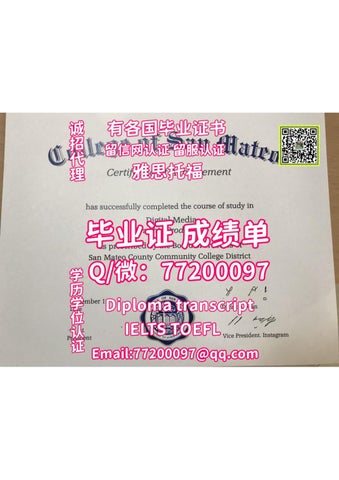 诚招代理
有各国毕业证书
留信网认证 留服认证
College of San Mateo
雅思托福
has successfully completed the course of study in
Digital Media
毕业证 成绩单
San Mateo County Community College District
Q/微：77200097
学历学位认证
Diploma transcript
IELTS TOEFL
President
Vice President. Instagram
Email:77200097@qq.com